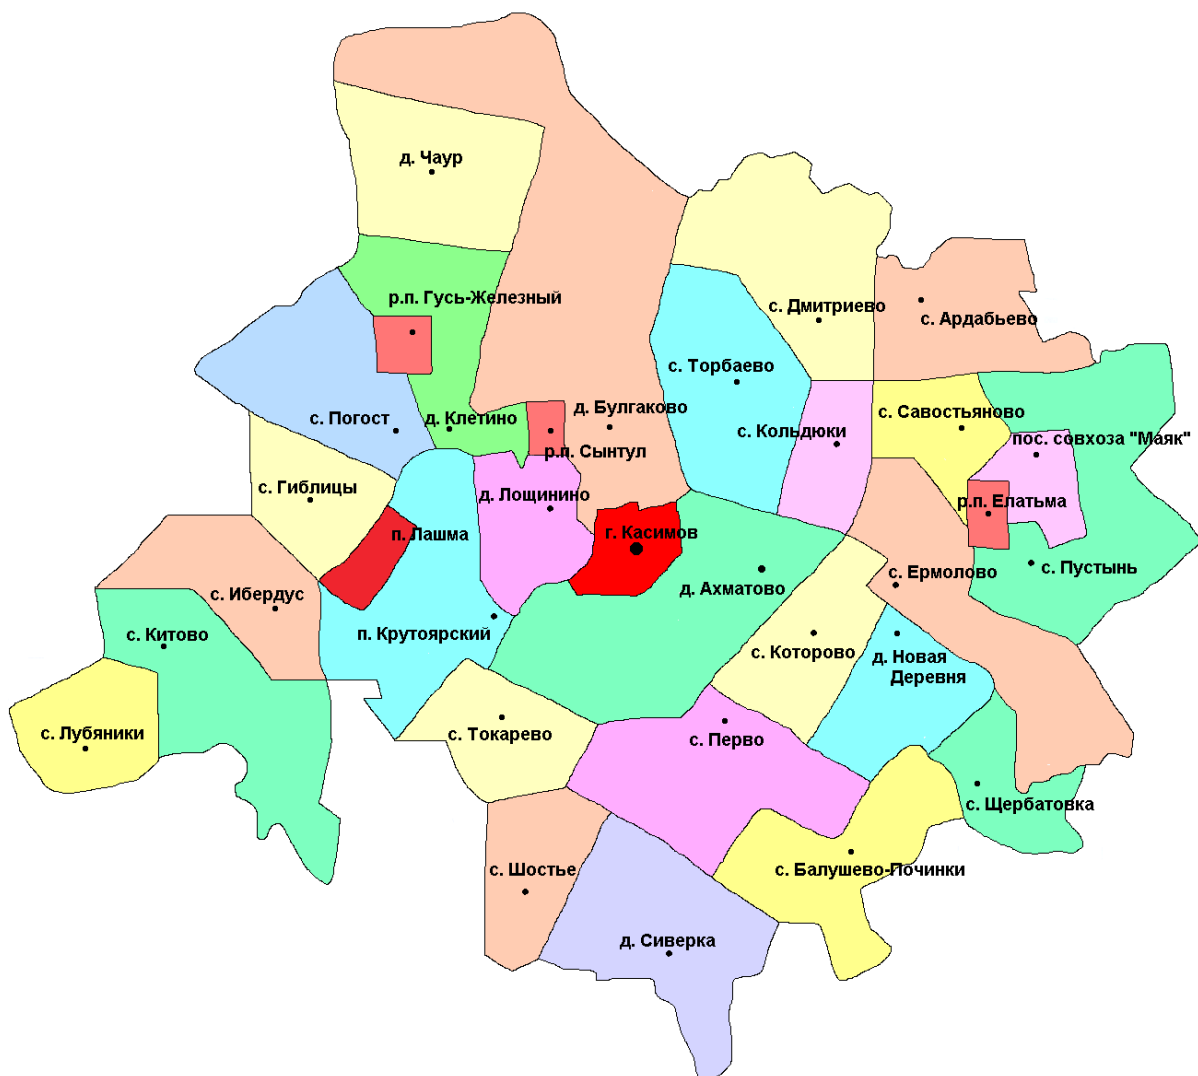 д. Чаур
р.п. Гусь-Железный
с. Дмитриево
с. Ардабьево
с. Торбаево
с. Погост
д. Клетино
д. Булгаково
с. Савостьяново
с. Кольдюки
пос. совхоза "Маяк"
р.п. Сынтул
с. Гиблицы
д. Лощинино
р.п. Елатьма
п. Лашма
г. Касимов
с. Пустынь
с. Ермолово
д. Ахматово
с. Ибердус
с. Китово
п. Крутоярский
с. Которово
д. Новая
Деревня
с. Лубяники
с. Токарево
с. Перво
с. Щербатовка
с. Шостье
с. Балушево-Починки
д. Сиверка